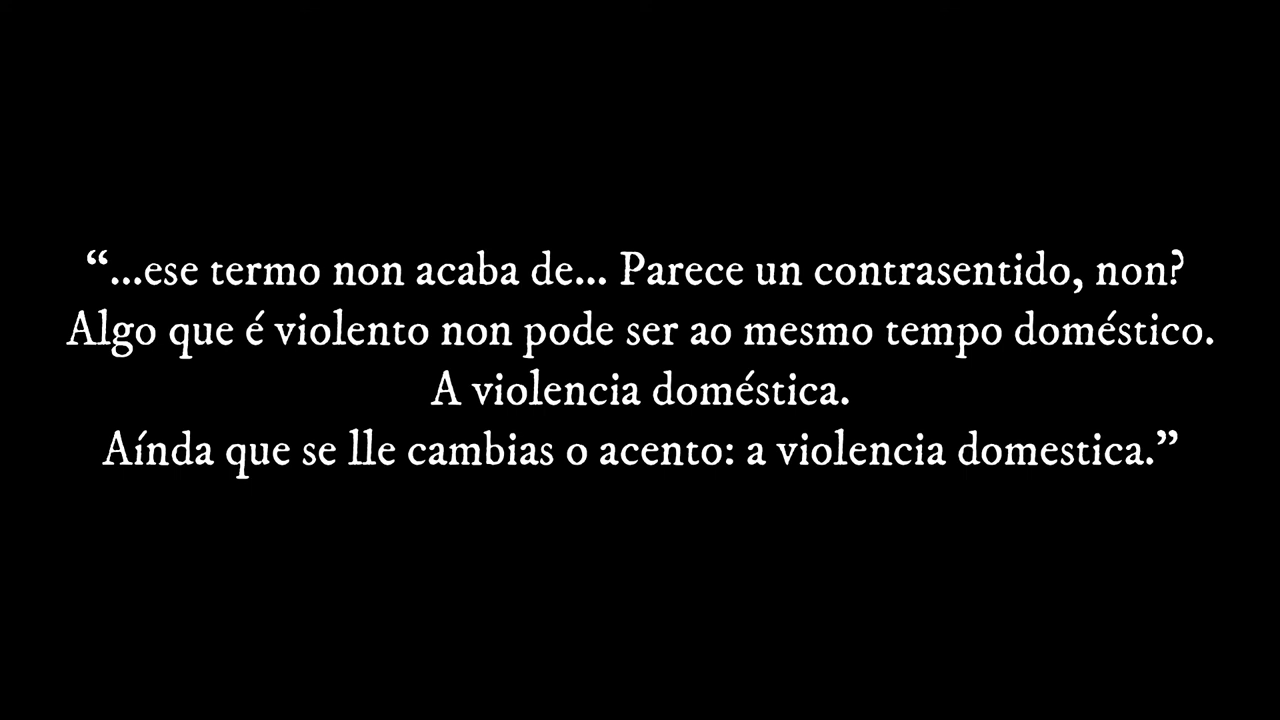 “...ese termo non acaba de... Parece un contrasentido, non?
Algo que é violento non pode ser ao mesmo tempo doméstico.
A violencia doméstica.
Aínda que se lle cambias o acento: a violencia domestica.”